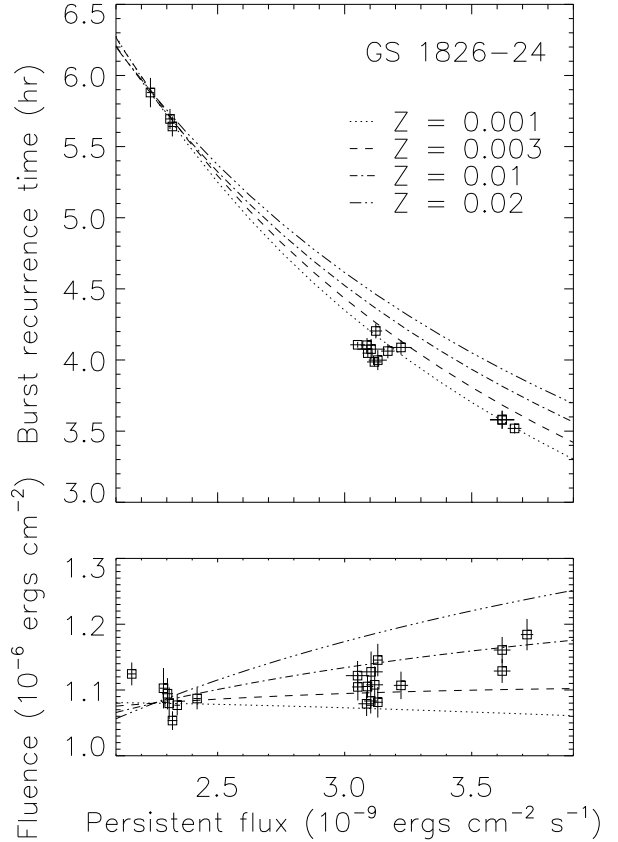 6.5
6.0
5.5
5.0
4.5
4.0
3.5
3.0
Burst recurrence time (hr)
GS 1826−24
Z = 0.001
Z = 0.003
Z = 0.01
Z = 0.02
1.3
1.2
1.1
1.0
Fluence (10⁻⁶ ergs cm⁻²)
2.5 3.0 3.5
Persistent flux (10⁻⁹ ergs cm⁻² s⁻¹)